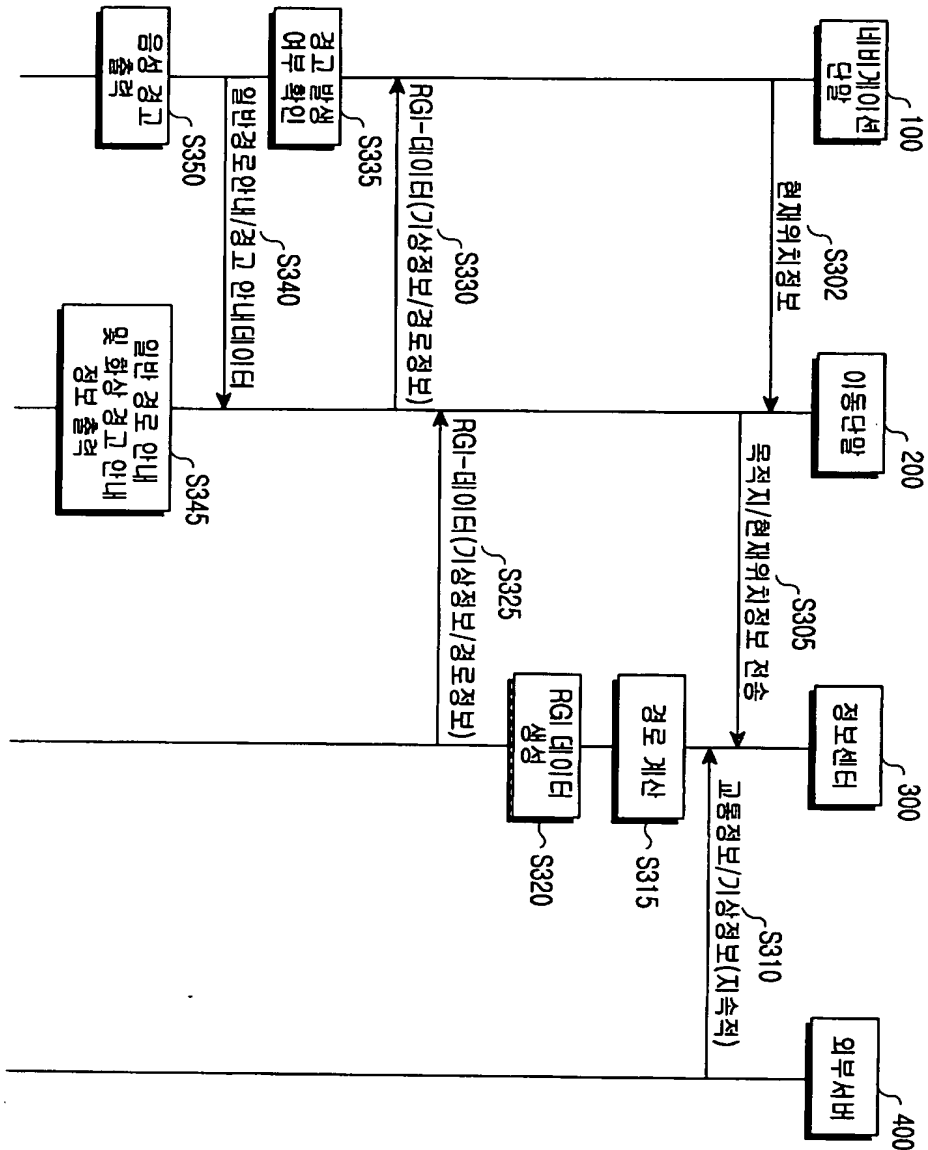 네비게이션
단말
100
이동단말
200
정보센터
300
외부서버
400
S302
현재위치정보
S305
목적지/현재위치정보 전송
S310
교통정보/기상정보(지속적)
경로 계산
S315
RGI 데이터
생성
S320
S325
RGI-데이터(기상정보/경로정보)
S330
RGI-데이터(기상정보/경로정보)
경고 발생
여부 확인
S335
S340
일반경로안내/경고 안내데이터
일반 경로 안내
및 화상 경고 안내
정보 출력
S345
음성 경고
출력
S350